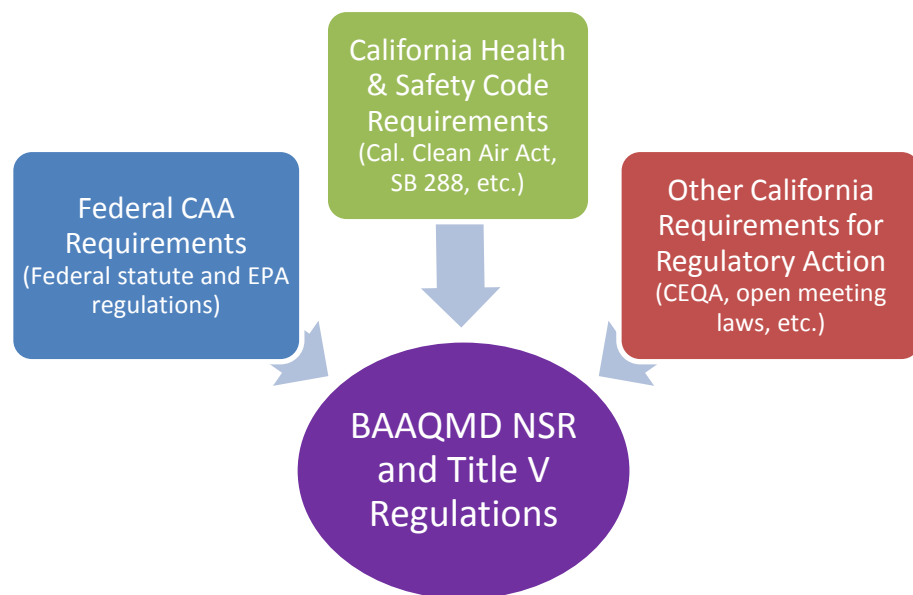 Federal CAA
Requirements
(Federal statute and EPA
regulations)
California Health
& Safety Code
Requirements
(Cal. Clean Air Act,
SB 288, etc.)
Other California
Requirements for
Regulatory Action
(CEQA, open meeting
laws, etc.)
BAAQMD NSR
and Title V
Regulations